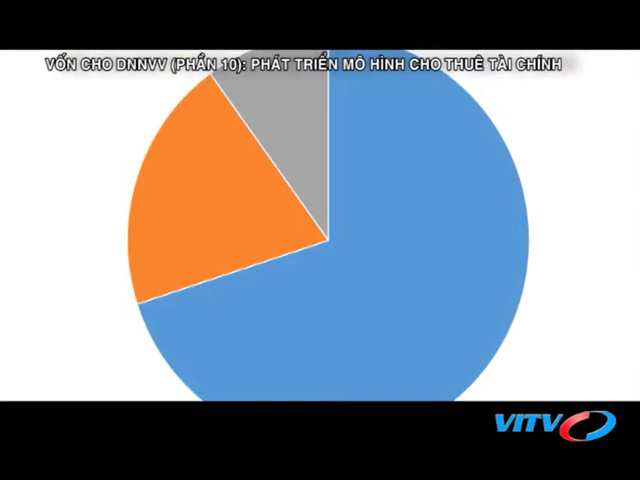 VỐN CHO DNNVV (PHẦN 10): PHÁT TRIỂN MÔ HÌNH CHO THUÊ TÀI CHÍNH
VITV